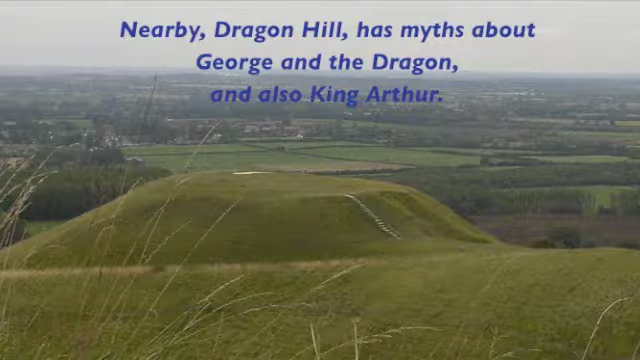 Nearby, Dragon Hill, has myths about
George and the Dragon,
and also King Arthur.